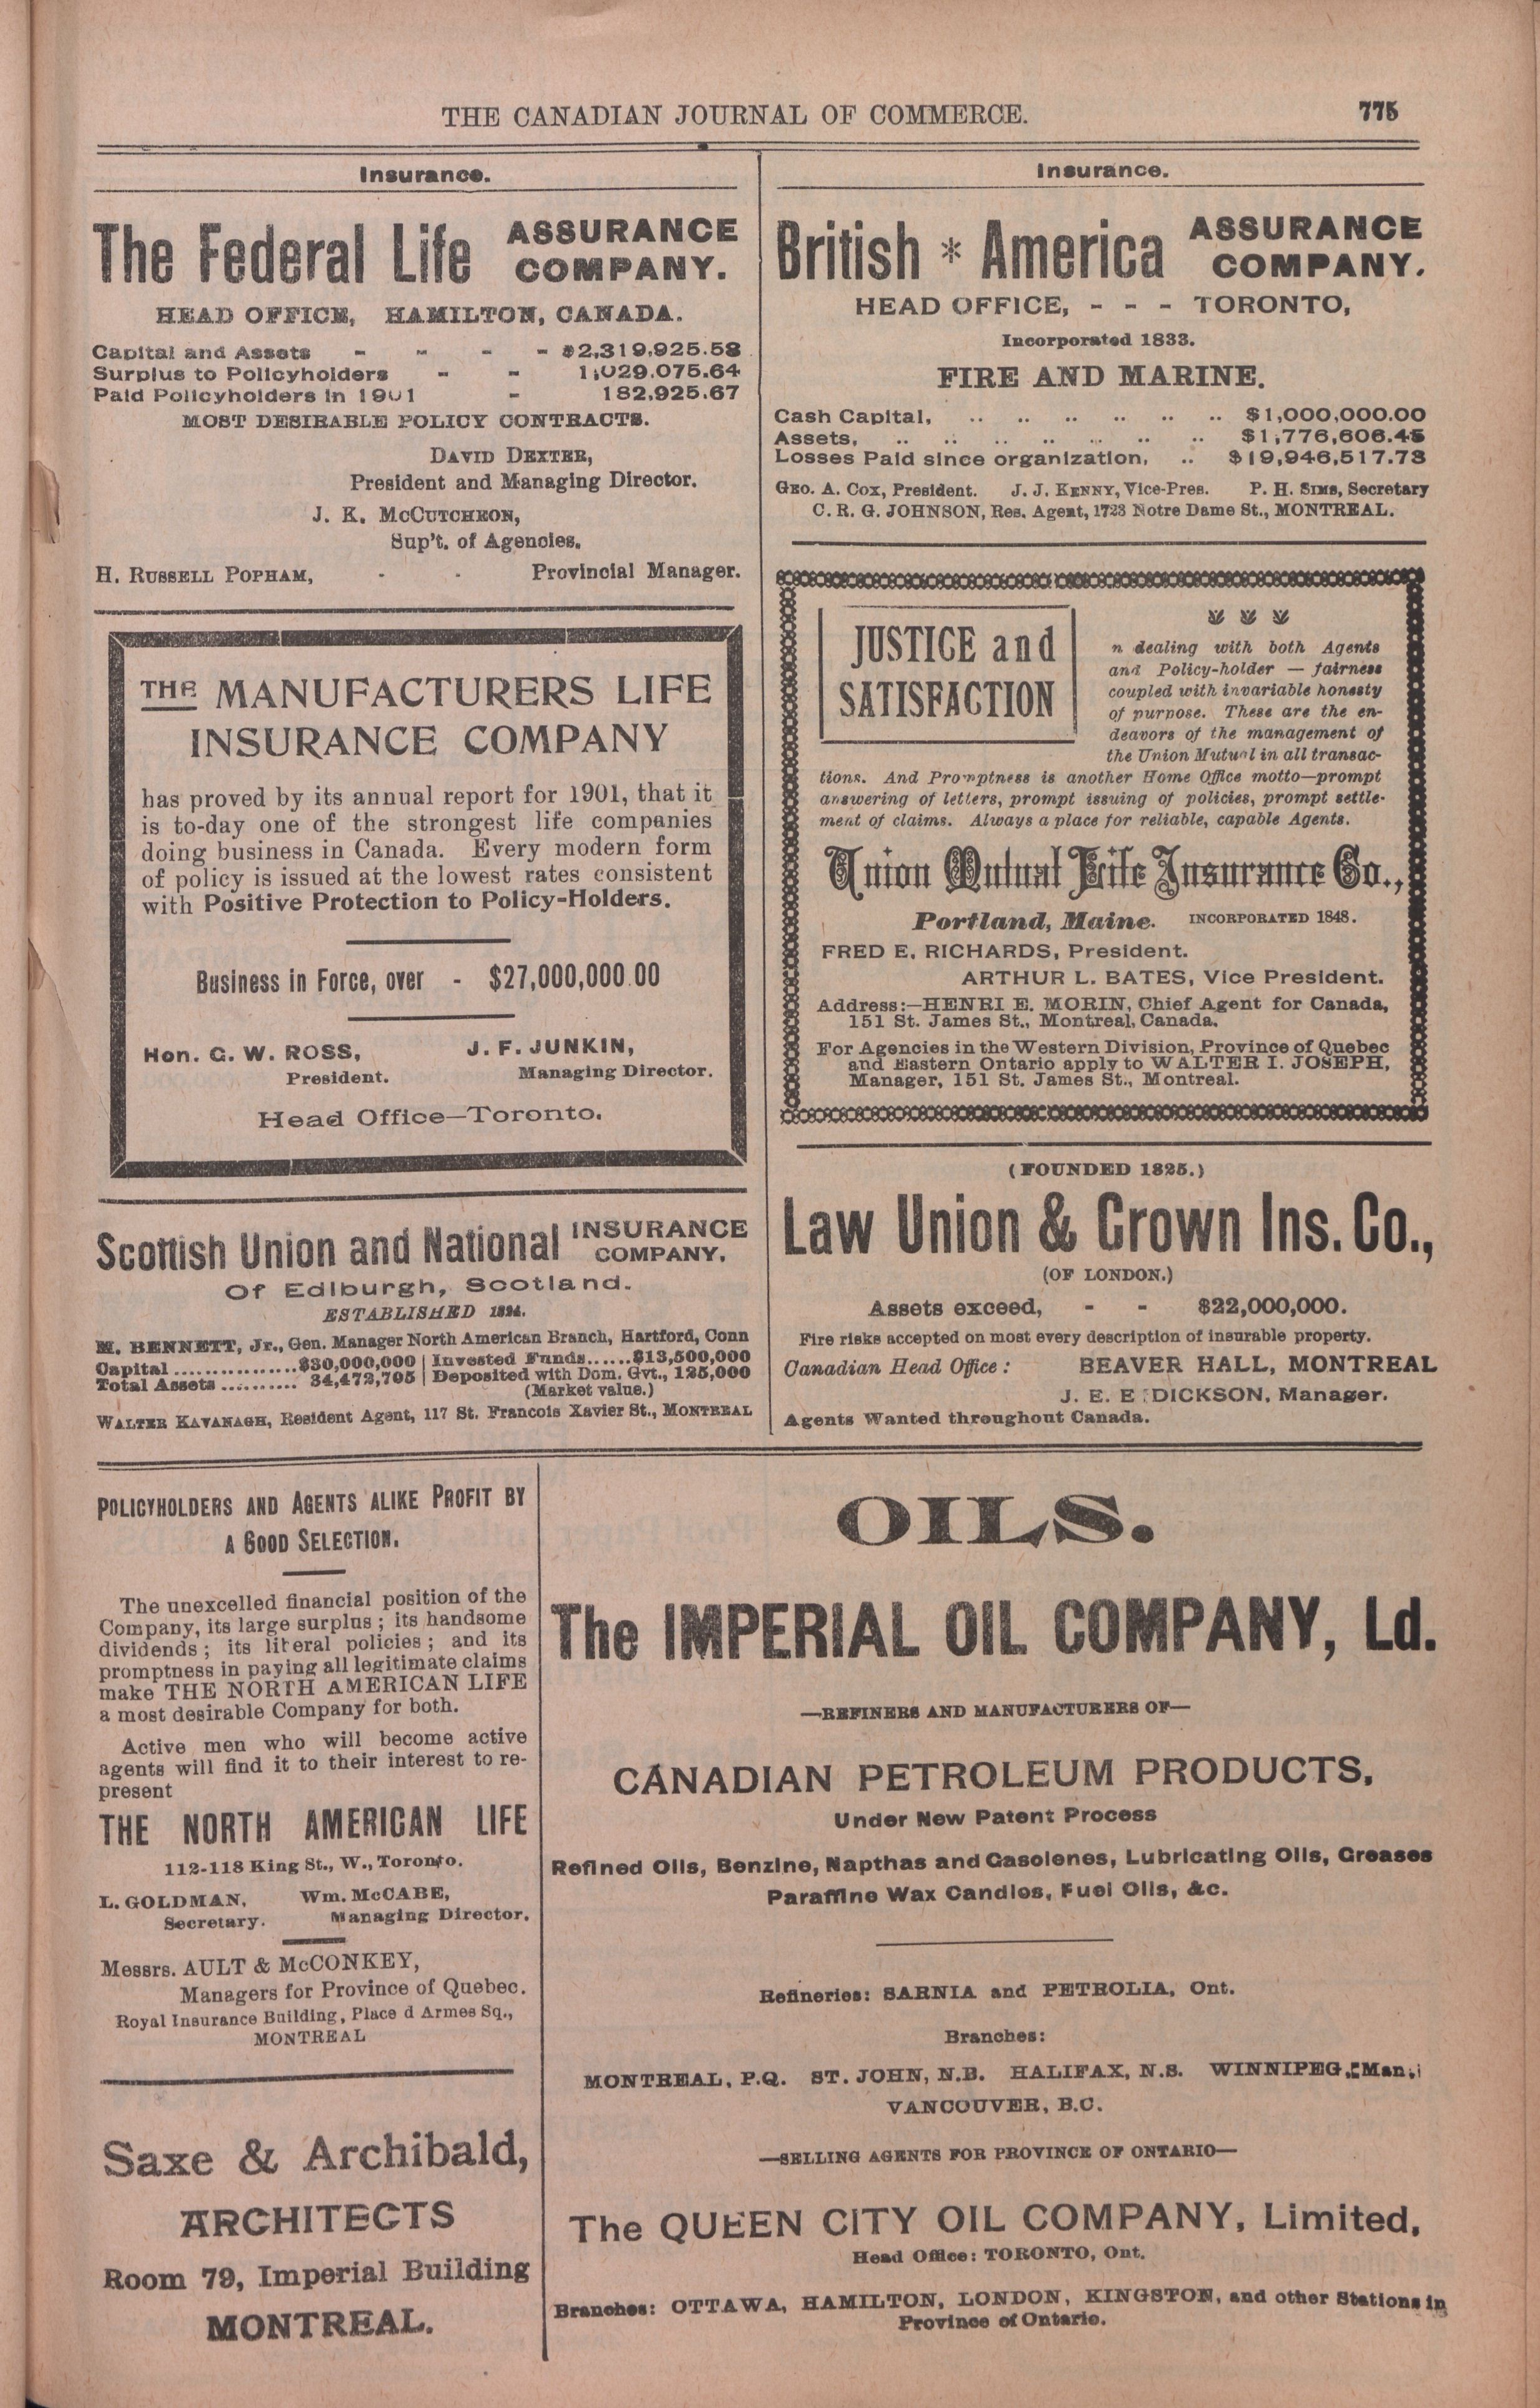 THE CANADIAN JOURNAL OF COMMERCE. 775
Insurance.
The Federal Life ASSURANCE
COMPANY.
HEAD OFFICE, HAMILTON, CANADA.
Capital and Assets - - - - $2,319,925.58
Surplus to Policyholders - - 1,029.075.64
Paid Policyholders in 1901 - 182,925.67
MOST DESIRABLE POLICY CONTRACTS.
DAVID DEXTER,
President and Managing Director.
J. K. MCCUTCHEON,
Sup't. of Agencies.
H. RUSSELL POPHAM, - - Provincial Manager.
THE MANUFACTURERS LIFE
INSURANCE COMPANY
has proved by its annual report for 1901, that it
is to-day one of the strongest life companies
doing business in Canada. Every modern form
of policy is issued at the lowest rates consistent
with Positive Protection to Policy-Holders.
Business in Force, over - $27,000,000.00
Hon. G. W. ROSS,
President.
J. F. JUNKIN,
Managing Director.
Head Office—Toronto.
Scottish Union and National INSURANCE
COMPANY.
Of Ediburgh, Scotland.
ESTABLISHED 1824.
M. BENNETT, Jr., Gen. Manager North American Branch, Hartford, Conn
Capital ................$30,000,000 | Invested Funds......$13,500,000
Total Assets ........... 34,472,705 | Deposited with Dom. Gvt., 125,000
(Market value.)
WALTER KAVANAGH, Resident Agent, 117 St. Francois Xavier St., MONTREAL
Insurance.
British * America ASSURANCE
COMPANY.
HEAD OFFICE, - - - TORONTO,
Incorporated 1833.
FIRE AND MARINE.
Cash Capital, .. .. .. .. .. .. $1,000,000.00
Assets, .. .. .. .. .. .. .. $1,776,606.45
Losses Paid since organization, .. $19,946,517.73
GEO. A. COX, President. J. J. KENNY, Vice-Pres. P. H. SIMS, Secretary
C. R. G. JOHNSON, Res. Agent, 1723 Notre Dame St., MONTREAL.
JUSTICE and
SATISFACTION
n dealing with both Agents
and Policy-holder — fairness
coupled with invariable honesty
of purpose. These are the en-
deavors of the management of
the Union Mutual in all transac-
tions. And Promptness is another Home Office motto—prompt
answering of letters, prompt issuing of policies, prompt settle-
ment of claims. Always a place for reliable, capable Agents.
Union Mutual Life Insurance Co.,
Portland, Maine. INCORPORATED 1848.
FRED E. RICHARDS, President.
ARTHUR L. BATES, Vice President.
Address:—HENRI E. MORIN, Chief Agent for Canada,
151 St. James St., Montreal, Canada.
For Agencies in the Western Division, Province of Quebec
and Eastern Ontario apply to WALTER I. JOSEPH,
Manager, 151 St. James St., Montreal.
(FOUNDED 1825.)
Law Union & Crown Ins. Co.,
(OF LONDON.)
Assets exceed, - - $22,000,000.
Fire risks accepted on most every description of insurable property.
Canadian Head Office : BEAVER HALL, MONTREAL
J. E. E DICKSON, Manager.
Agents Wanted throughout Canada.
POLICYHOLDERS AND AGENTS ALIKE PROFIT BY
A GOOD SELECTION.
The unexcelled financial position of the
Company, its large surplus ; its handsome
dividends ; its liberal policies ; and its
promptness in paying all legitimate claims
make THE NORTH AMERICAN LIFE
a most desirable Company for both.
Active men who will become active
agents will find it to their interest to re-
present
THE NORTH AMERICAN LIFE
112-118 King St., W., Toronto.
L. GOLDMAN,
Secretary.
Wm. McCABE,
Managing Director.
Messrs. AULT & McCONKEY,
Managers for Province of Quebec.
Royal Insurance Building, Place d Armes Sq.,
MONTREAL
Saxe & Archibald,
ARCHITECTS
Room 79, Imperial Building
MONTREAL.
OILS.
The IMPERIAL OIL COMPANY, Ld.
—REFINERS AND MANUFACTURERS OF—
CANADIAN PETROLEUM PRODUCTS,
Under New Patent Process
Refined Oils, Benzine, Napthas and Gasolenes, Lubricating Oils, Greases
Paraffine Wax Candles, Fuel Oils, &c.
Refineries: SARNIA and PETROLIA, Ont.
Branches:
MONTREAL, P.Q. ST. JOHN, N.B. HALIFAX, N.S. WINNIPEG, Man.
VANCOUVER, B.C.
—SELLING AGENTS FOR PROVINCE OF ONTARIO—
The QUEEN CITY OIL COMPANY, Limited,
Head Office: TORONTO, Ont.
Branches: OTTAWA, HAMILTON, LONDON, KINGSTON, and other Stations in
Province of Ontario.